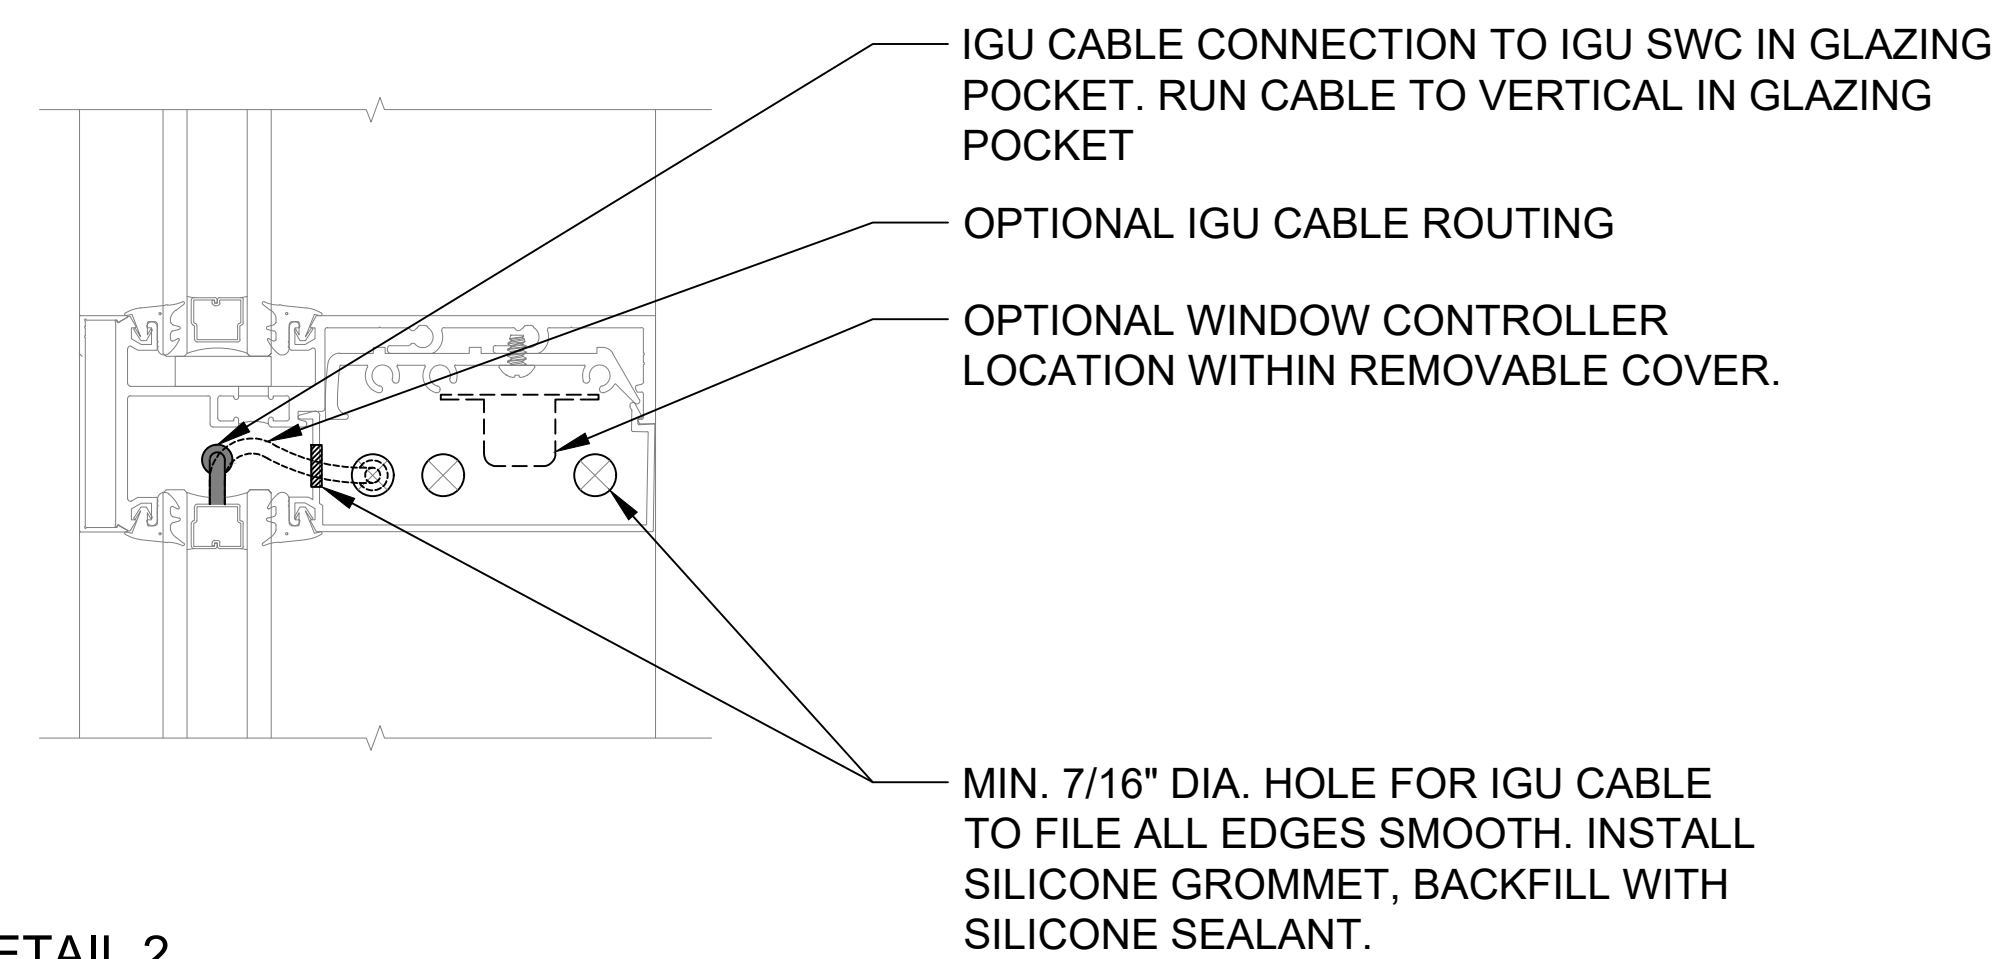 IGU CABLE CONNECTION TO IGU SWC IN GLAZING
POCKET. RUN CABLE TO VERTICAL IN GLAZING
POCKET
OPTIONAL IGU CABLE ROUTING
OPTIONAL WINDOW CONTROLLER
LOCATION WITHIN REMOVABLE COVER.
MIN. 7/16" DIA. HOLE FOR IGU CABLE
TO FILE ALL EDGES SMOOTH. INSTALL
SILICONE GROMMET, BACKFILL WITH
SILICONE SEALANT.
ETAIL 2